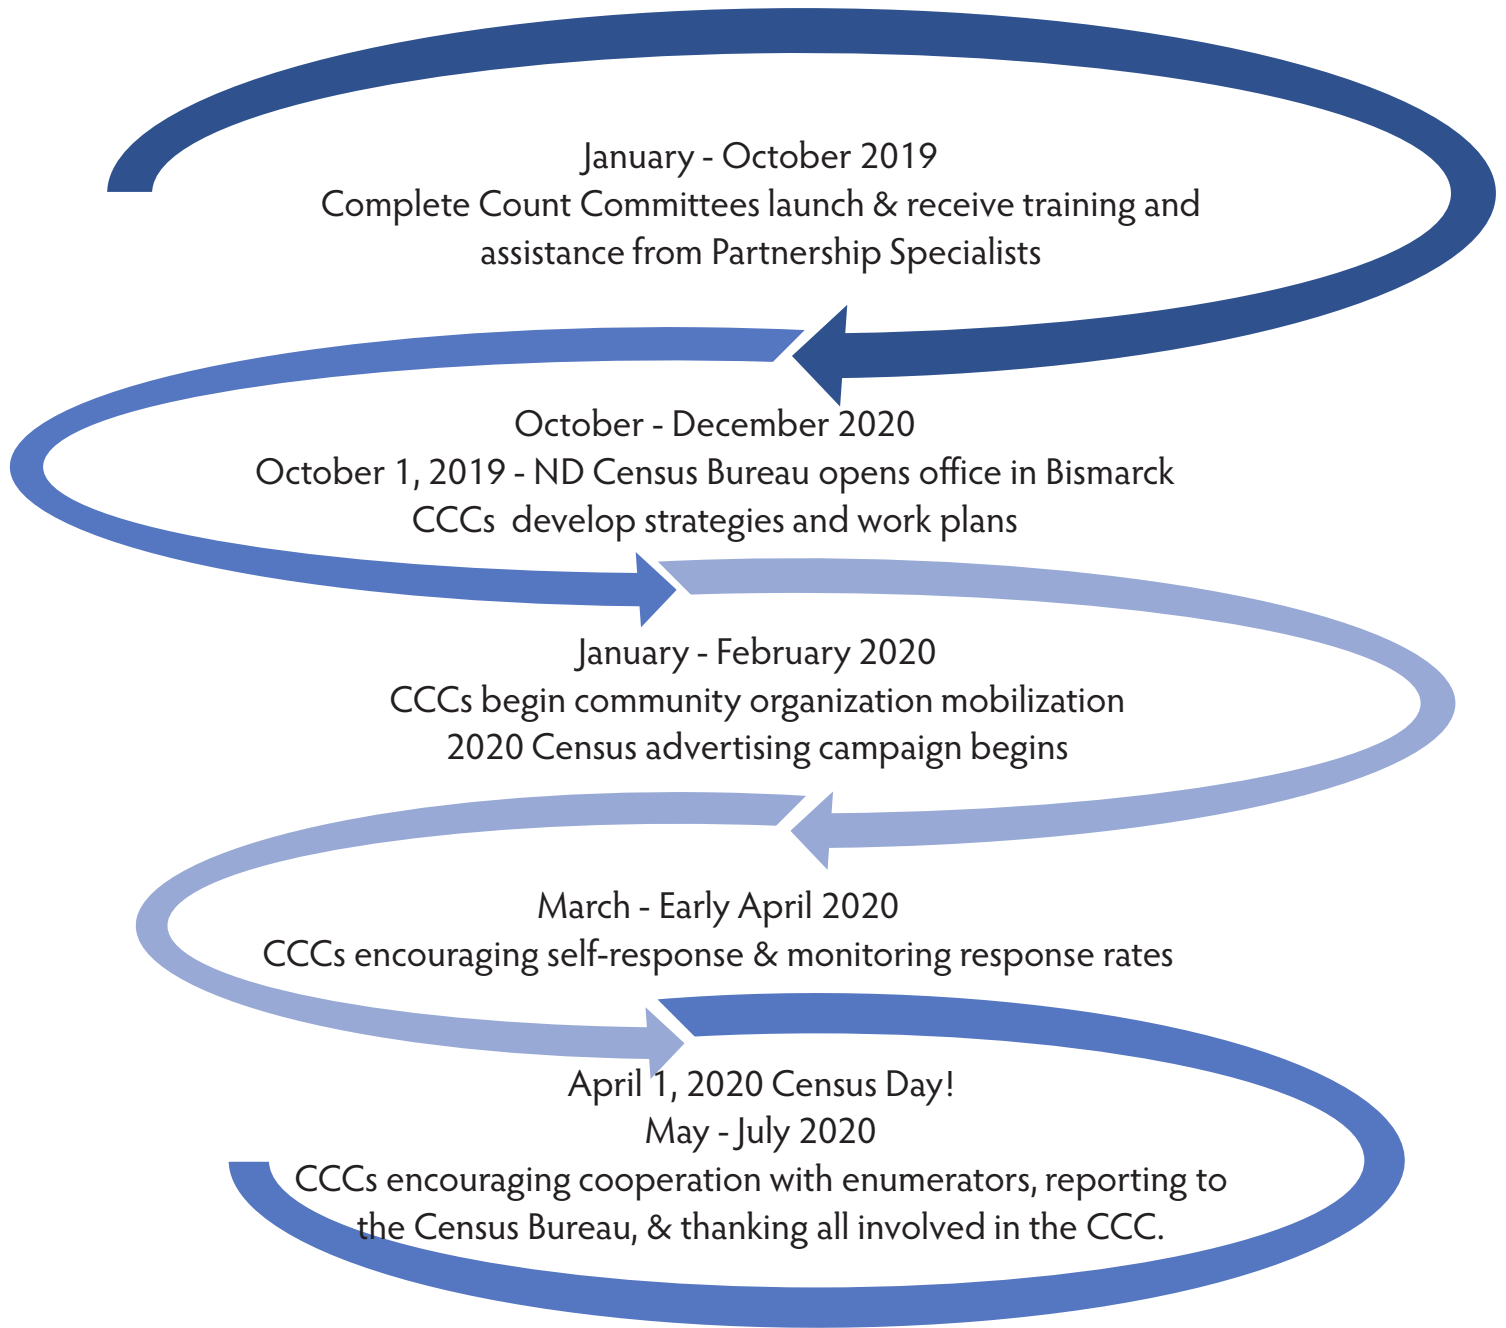 January - October 2019
Complete Count Committees launch & receive training and
assistance from Partnership Specialists
October - December 2020
October 1, 2019 - ND Census Bureau opens office in Bismarck
CCCs develop strategies and work plans
January - February 2020
CCCs begin community organization mobilization
2020 Census advertising campaign begins
March - Early April 2020
CCCs encouraging self-response & monitoring response rates
April 1, 2020 Census Day!
May - July 2020
CCCs encouraging cooperation with enumerators, reporting to
the Census Bureau, & thanking all involved in the CCC.